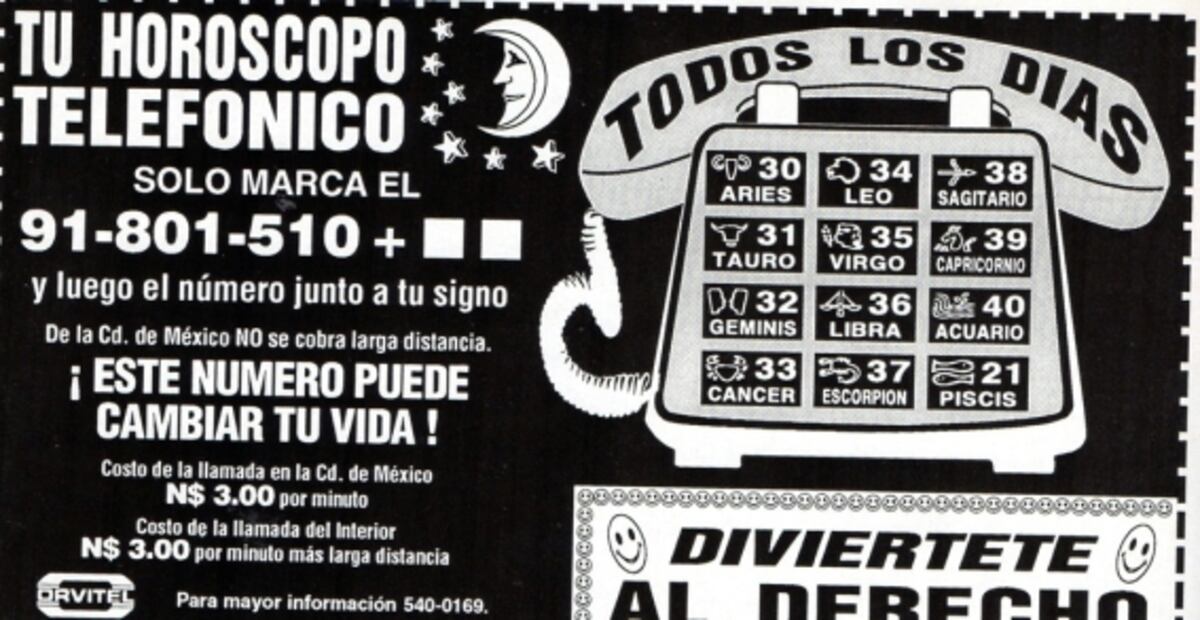 TU HOROSCOPO
TELEFONICO
SOLO MARCA EL
91-801-510 +
y luego el número junto a tu signo
De la Cd. de México NO se cobra larga distancia.
¡ ESTE NUMERO PUEDE
CAMBIAR TU VIDA !
Costo de la llamada en la Cd. de México
N$ 3.00 por minuto
Costo de la llamada del Interior
N$ 3.00 por minuto más larga distancia
ORVITEL
Para mayor información 540-0169.
TODOS LOS DIAS
30
ARIES
34
LEO
38
SAGITARIO
31
TAURO
35
VIRGO
39
CAPRICORNIO
32
GEMINIS
36
LIBRA
40
ACUARIO
33
CANCER
37
ESCORPION
21
PISCIS
DIVIERTETE
AL DERECHO